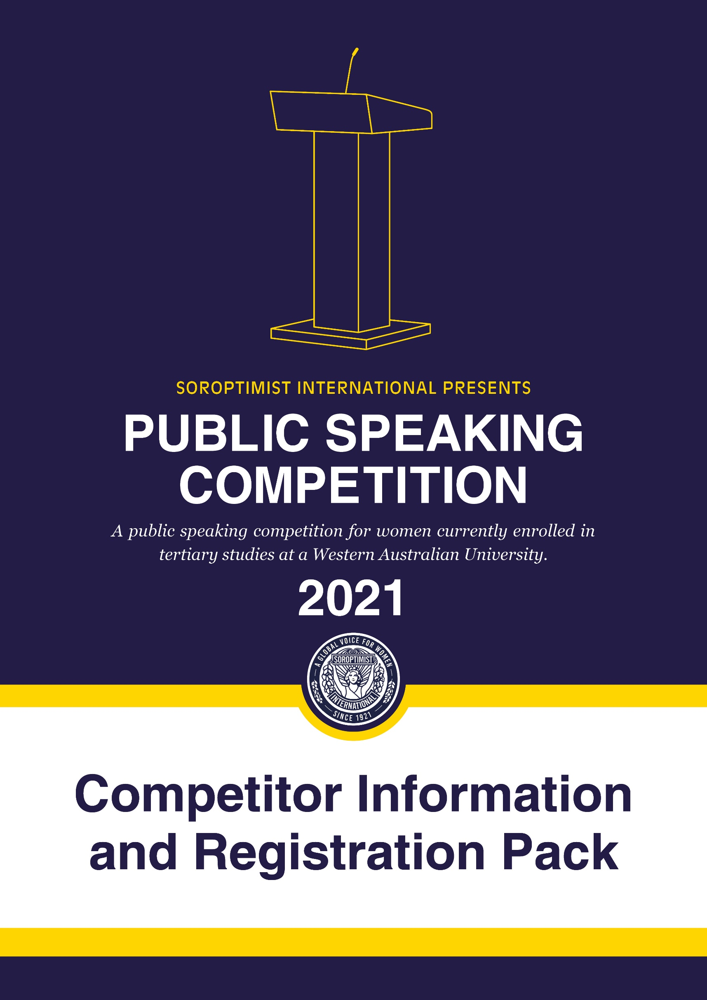 SOROPTIMIST INTERNATIONAL PRESENTS
PUBLIC SPEAKING
COMPETITION
A public speaking competition for women currently enrolled in
tertiary studies at a Western Australian University.
2021
A GLOBAL VOICE FOR WOMEN
SOROPTIMIST
INTERNATIONAL
SINCE 1921
Competitor Information
and Registration Pack